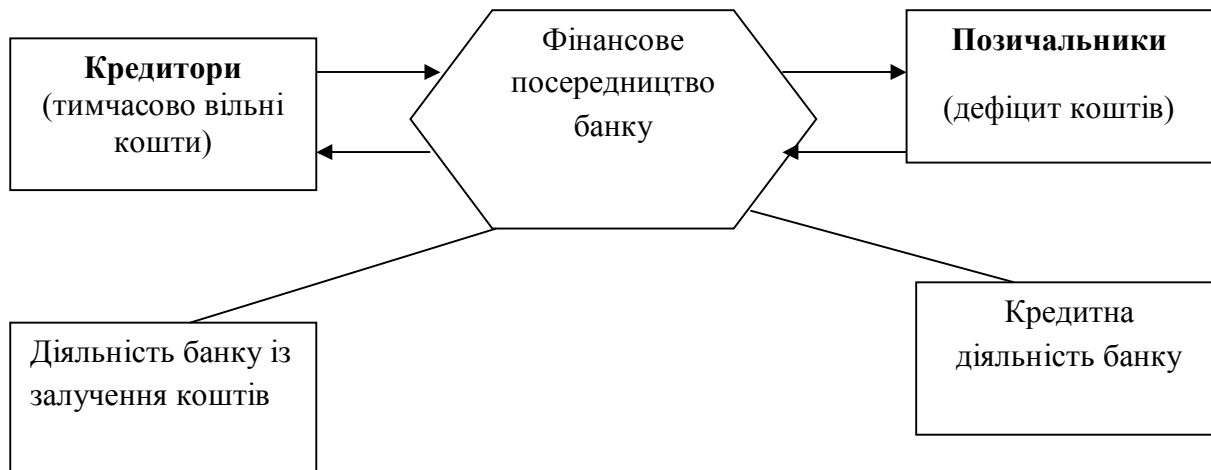 Кредитори
(тимчасово вільні
кошти)
Фінансове
посередництво
банку
Позичальники
(дефіцит коштів)
Діяльність банку із
залучення коштів
Кредитна
діяльність банку